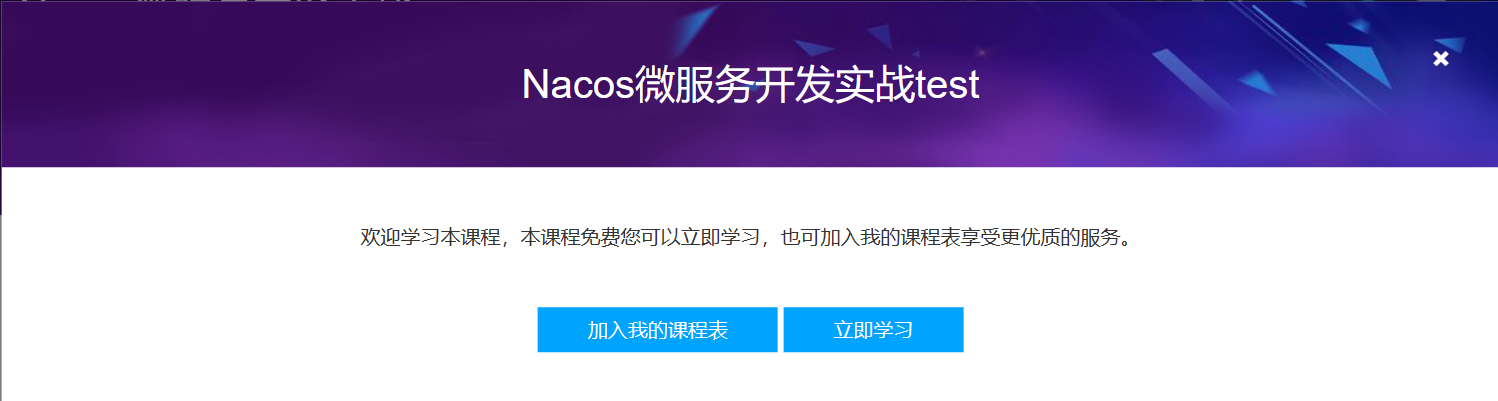 Nacos微服务开发实战test
欢迎学习本课程，本课程免费您可以立即学习，也可加入我的课程表享受更优质的服务。
加入我的课程表
立即学习